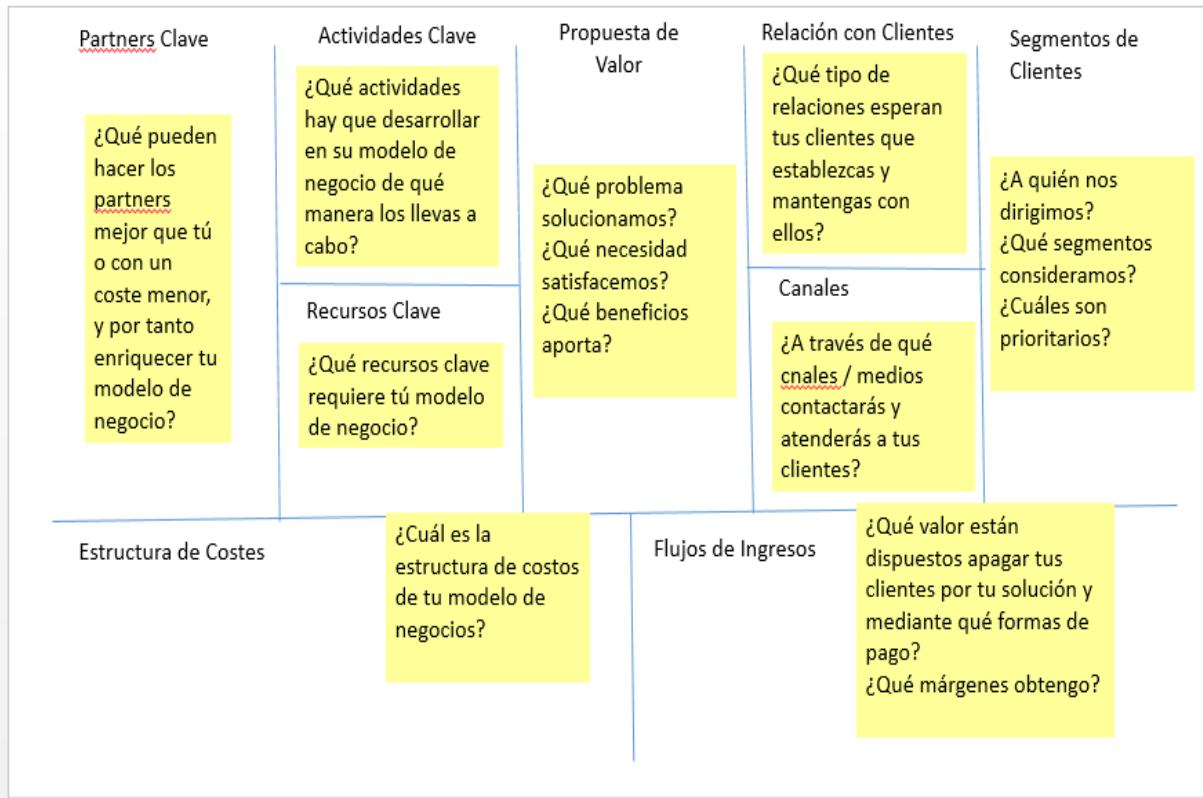 Partners Clave
¿Qué pueden
hacer los
partners
mejor que tú
o con un
coste menor,
y por tanto
enriquecer tu
modelo de
negocio?
Actividades Clave
¿Qué actividades
hay que desarrollar
en su modelo de
negocio de qué
manera los llevas a
cabo?
Recursos Clave
¿Qué recursos clave
requiere tú modelo
de negocio?
Propuesta de
Valor
¿Qué problema
solucionamos?
¿Qué necesidad
satisfacemos?
¿Qué beneficios
aporta?
Relación con Clientes
¿Qué tipo de
relaciones esperan
tus clientes que
establezcas y
mantengas con
ellos?
Canales
¿A través de qué
cnales / medios
contactarás y
atenderás a tus
clientes?
Segmentos de
Clientes
¿A quién nos
dirigimos?
¿Qué segmentos
consideramos?
¿Cuáles son
prioritarios?
Estructura de Costes
¿Cuál es la
estructura de costos
de tu modelo de
negocios?
Flujos de Ingresos
¿Qué valor están
dispuestos apagar tus
clientes por tu solución y
mediante qué formas de
pago?
¿Qué márgenes obtengo?